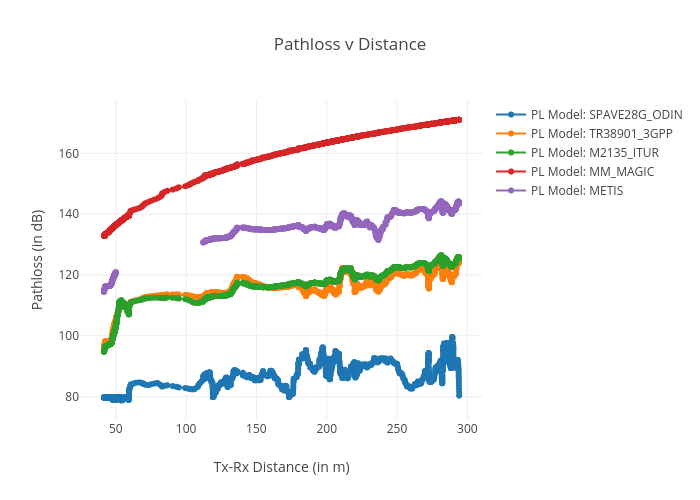 Pathloss v Distance
PL Model: SPAVE28G_ODIN
PL Model: TR38901_3GPP
PL Model: M2135_ITUR
PL Model: MM_MAGIC
PL Model: METIS
Pathloss (in dB)
160
140
120
100
80
50
100
150
200
250
300
Tx-Rx Distance (in m)